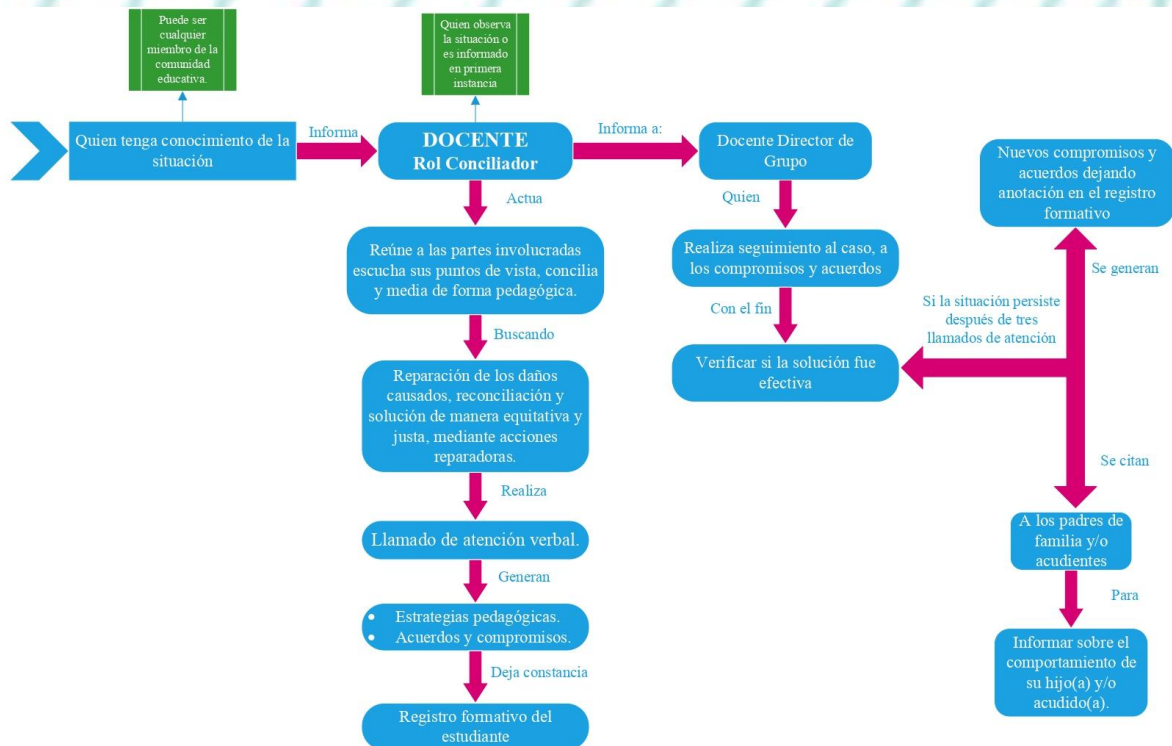 Puede ser
cualquier
miembro de la
comunidad
educativa.
Quien observa
la situación o
es informado
en primera
instancia
Quien tenga conocimiento de la
situación
Informa
DOCENTE
Rol Conciliador
Informa a:
Docente Director de
Grupo
Actua
Reúne a las partes involucradas
escucha sus puntos de vista, concilia
y media de forma pedagógica.
Buscando
Reparación de los daños
causados, reconciliación y
solución de manera equitativa y
justa, mediante acciones
reparadoras.
Realiza
Llamado de atención verbal.
Generan
• Estrategias pedagógicas.
• Acuerdos y compromisos.
Deja constancia
Registro formativo del
estudiante
Quien
Realiza seguimiento al caso, a
los compromisos y acuerdos
Con el fin
Verificar si la solución fue
efectiva
Si la situación persiste
después de tres
llamados de atención
Se generan
Nuevos compromisos y
acuerdos dejando
anotación en el registro
formativo
Se citan
A los padres de
familia y/o
acudientes
Para
Informar sobre el
comportamiento de
su hijo(a) y/o
acudido(a).